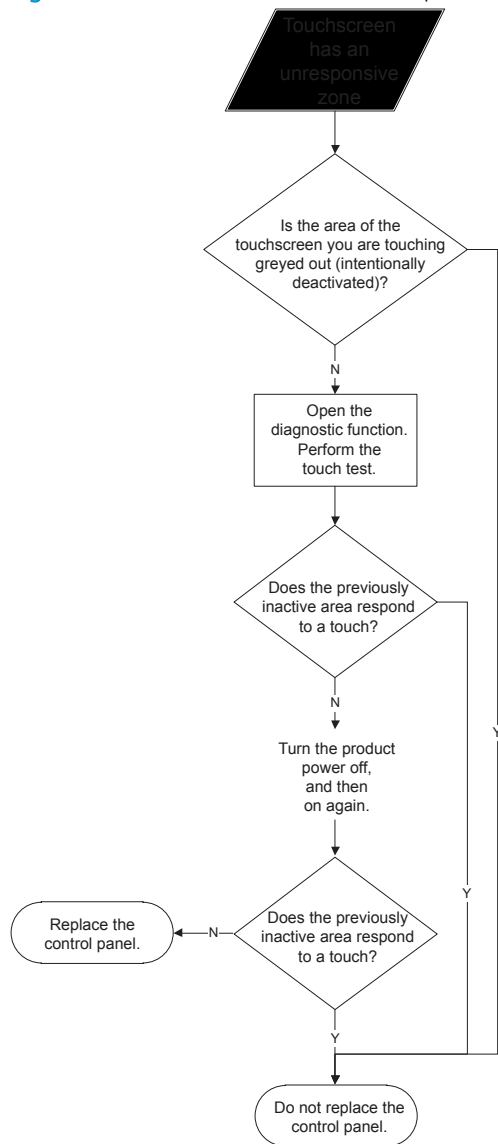 Touchscreen
has an
unresponsive
zone
Is the area of the
touchscreen you are touching
greyed out (intentionally
deactivated)?
N
Open the
diagnostic function.
Perform the
touch test.
Does the previously
inactive area respond
to a touch?
N
Turn the product
power off,
and then
on again.
Y
Y
Does the previously
inactive area respond
to a touch?
N
Replace the
control panel.
Y
Do not replace the
control panel.